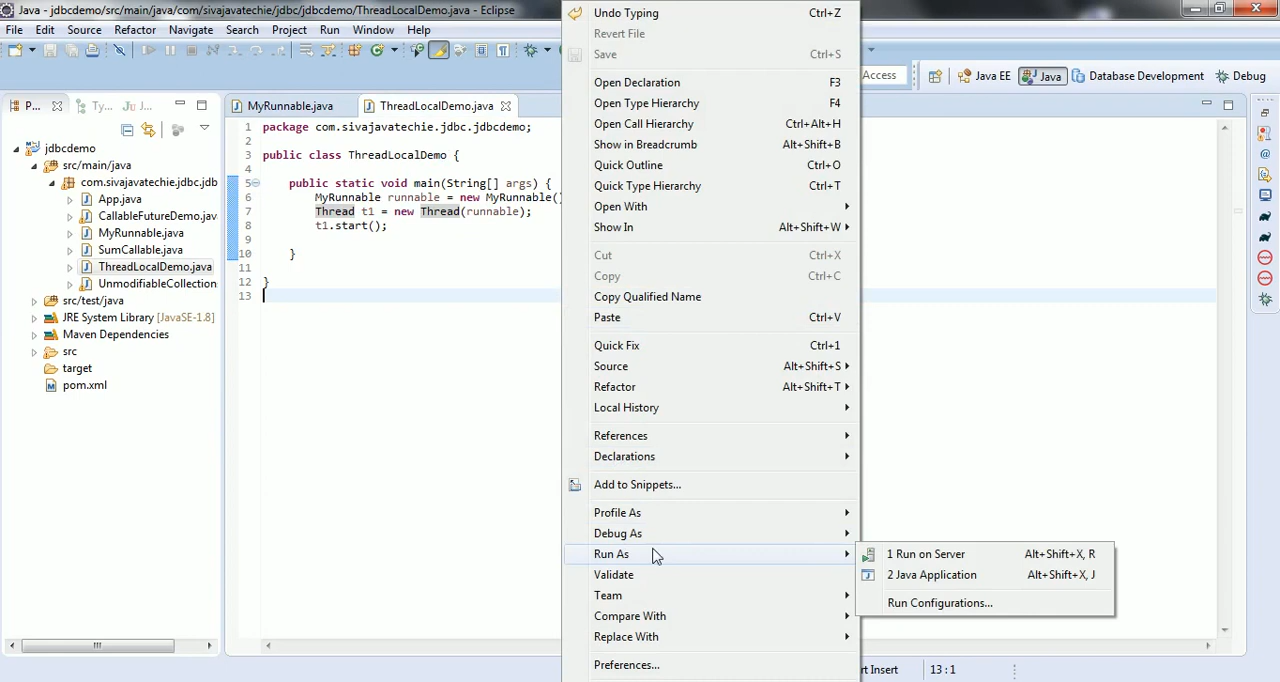 Java - jdbcdemo/src/main/java/com/sivajavatechie/jdbc/jdbcdemo/ThreadLocalDemo.java - Eclipse
File Edit Source Refactor Navigate Search Project Run Window Help
Access Java EE Java Database Development Debug
P... Ty... J...
jdbcdemo
src/main/java
com.sivajavatechie.jdbc.jdb
App.java
CallableFutureDemo.jav
MyRunnable.java
SumCallable.java
ThreadLocalDemo.java
UnmodifiableCollection
src/test/java
JRE System Library [JavaSE-1.8]
Maven Dependencies
src
target
pom.xml
MyRunnable.java ThreadLocalDemo.java
1 package com.sivajavatechie.jdbc.jdbcdemo;
2
3 public class ThreadLocalDemo {
4
5 public static void main(String[] args) {
6 MyRunnable runnable = new MyRunnable()
7 Thread t1 = new Thread(runnable);
8 t1.start();
9
10 }
11
12 }
13
Undo Typing Ctrl+Z
Revert File
Save Ctrl+S
Open Declaration F3
Open Type Hierarchy F4
Open Call Hierarchy Ctrl+Alt+H
Show in Breadcrumb Alt+Shift+B
Quick Outline Ctrl+O
Quick Type Hierarchy Ctrl+T
Open With
Show In Alt+Shift+W
Cut Ctrl+X
Copy Ctrl+C
Copy Qualified Name
Paste Ctrl+V
Quick Fix Ctrl+1
Source Alt+Shift+S
Refactor Alt+Shift+T
Local History
References
Declarations
Add to Snippets...
Profile As
Debug As
Run As
Validate
Team
Compare With
Replace With
Preferences...
1 Run on Server Alt+Shift+X, R
2 Java Application Alt+Shift+X, J
Run Configurations...
rt Insert 13 : 1